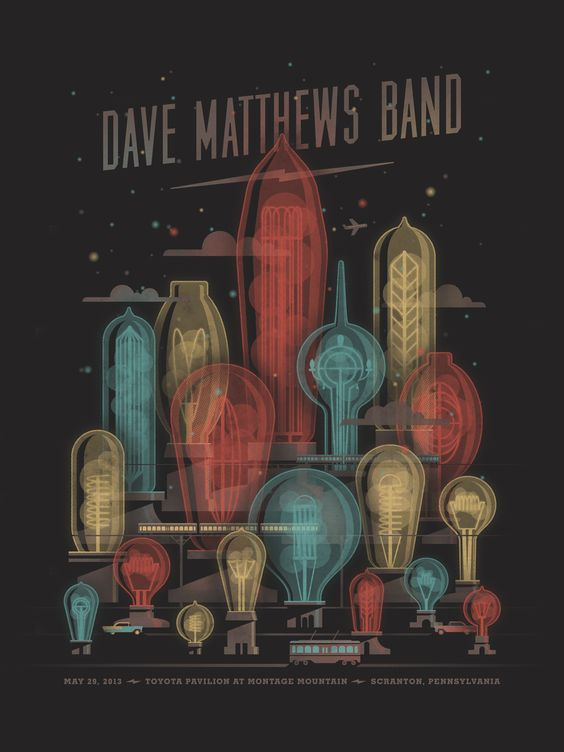 DAVE MATTHEWS BAND
MAY 29, 2013 TOYOTA PAVILION AT MONTAGE MOUNTAIN SCRANTON, PENNSYLVANIA